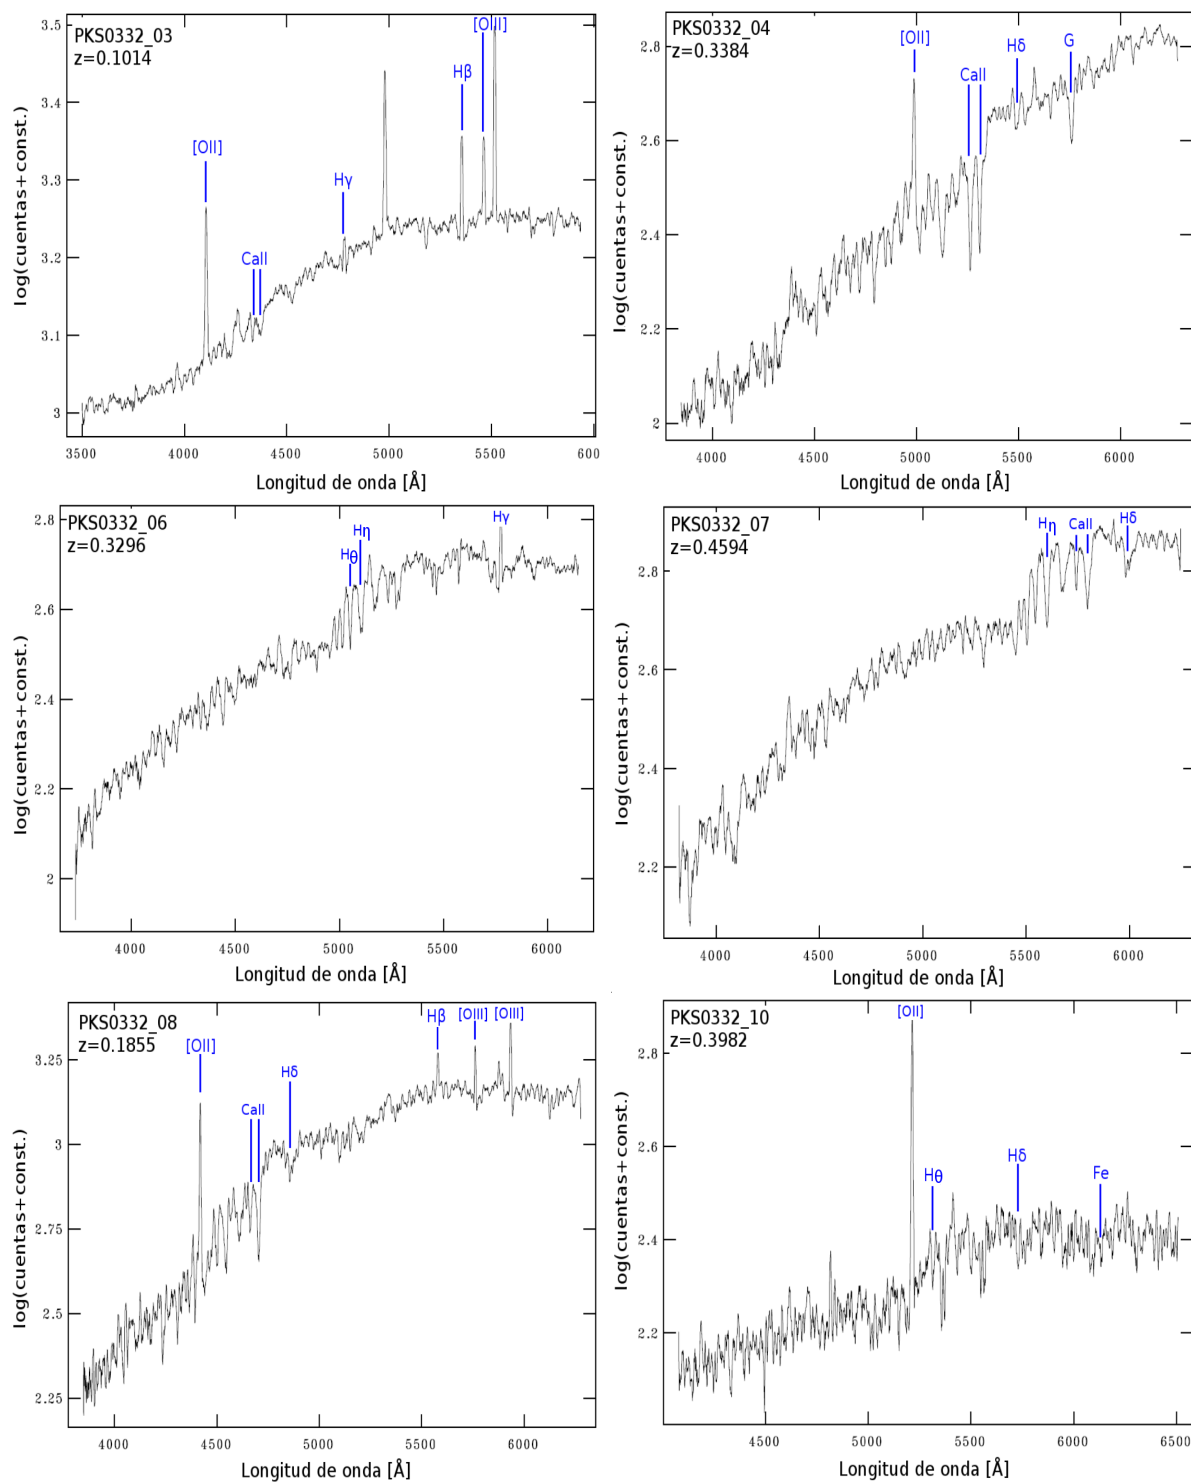 PKS0332_03
z=0.1014
[OII]
CaII
Hγ
Hβ
[OIII]
3.5
3.4
3.3
3.2
3.1
3
3500 4000 4500 5000 5500 600
log(cuentas+const.)
Longitud de onda [Å]
PKS0332_04
z=0.3384
[OII]
CaII
Hδ
G
2.8
2.6
2.4
2.2
2
4000 4500 5000 5500 6000
log(cuentas+const.)
Longitud de onda [Å]
PKS0332_06
z=0.3296
Hθ
Hη
Hγ
2.8
2.6
2.4
2.2
2
4000 4500 5000 5500 6000
log(cuentas+const.)
Longitud de onda [Å]
PKS0332_07
z=0.4594
Hη
CaII
Hδ
2.8
2.6
2.4
2.2
4000 4500 5000 5500 6000
log(cuentas+const.)
Longitud de onda [Å]
PKS0332_08
z=0.1855
[OII]
CaII
Hδ
Hβ
[OIII]
[OIII]
3.25
3
2.75
2.5
2.25
4000 4500 5000 5500 6000
log(cuentas+const.)
Longitud de onda [Å]
PKS0332_10
z=0.3982
[OII]
Hθ
Hδ
Fe
2.8
2.6
2.4
2.2
4500 5000 5500 6000 6500
log(cuentas+const.)
Longitud de onda [Å]